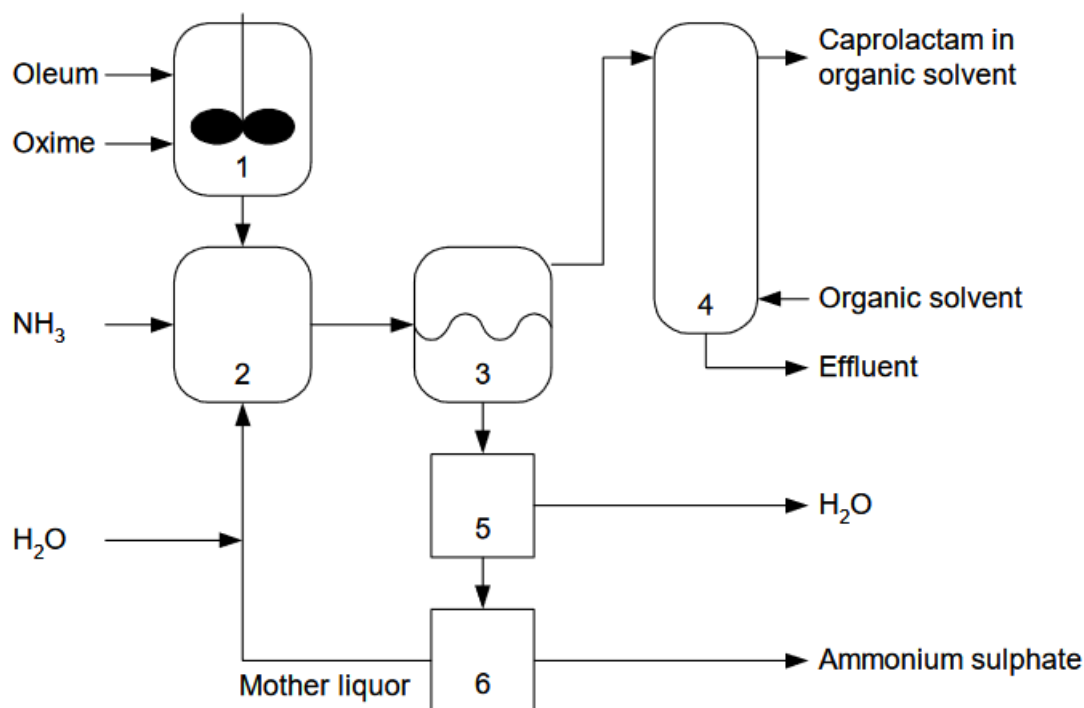 Oleum
Oxime
1
Caprolactam in
organic solvent
NH₃
2
3
4
Organic solvent
Effluent
H₂O
5
H₂O
Mother liquor
6
Ammonium sulphate